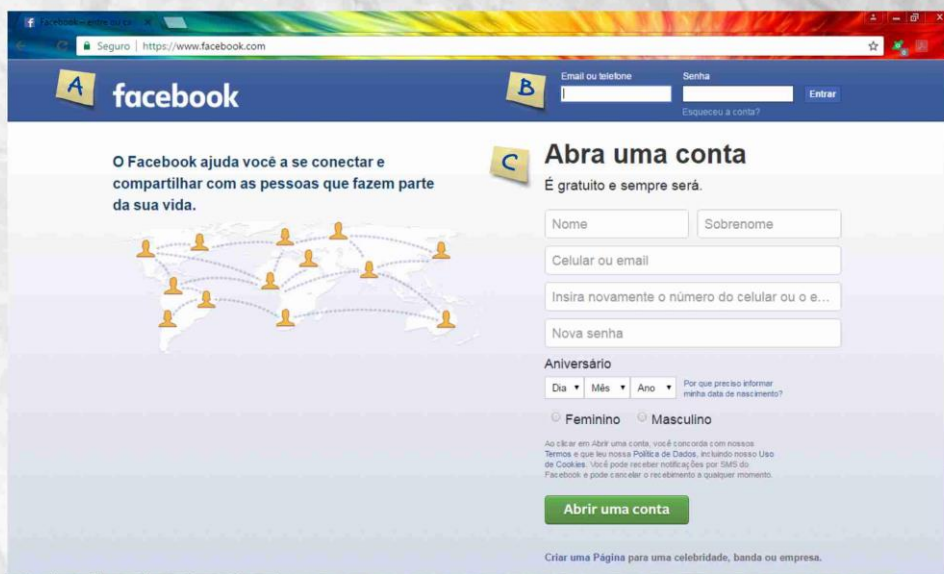 Facebook - entre ou ca
Seguro | https://www.facebook.com
A
facebook
B
Email ou telefone
Senha
Entrar
Esqueceu a conta?
O Facebook ajuda você a se conectar e
compartilhar com as pessoas que fazem parte
da sua vida.
C
Abra uma conta
É gratuito e sempre será.
Nome
Sobrenome
Celular ou email
Insira novamente o número do celular ou o e...
Nova senha
Aniversário
Dia
Mês
Ano
Por que preciso informar
minha data de nascimento?
Feminino
Masculino
Ao clicar em Abrir uma conta, você concorda com nossos
Termos e que leu nossa Política de Dados, incluindo nosso Uso
de Cookies. Você pode receber notificações por SMS do
Facebook e pode cancelar o recebimento a qualquer momento.
Abrir uma conta
Criar uma Página para uma celebridade, banda ou empresa.